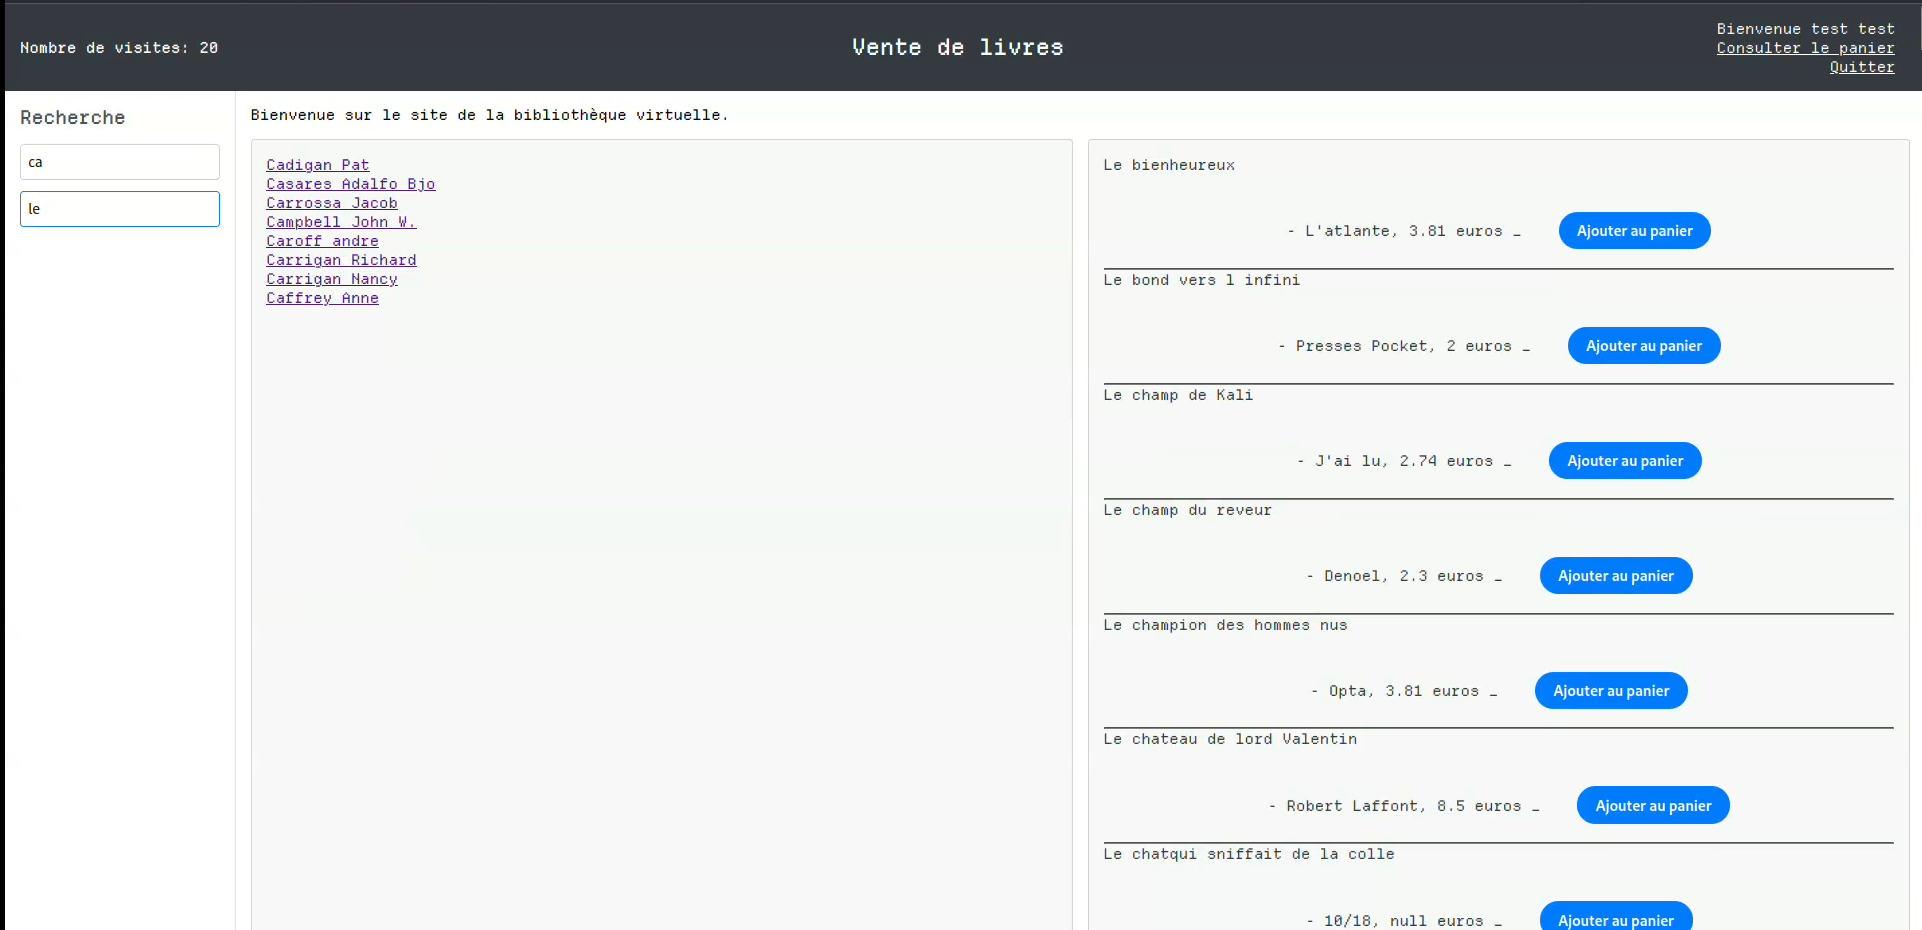 Nombre de visites: 20
Vente de livres
Bienvenue test test
Consulter le panier
Quitter
Recherche
ca
le
Bienvenue sur le site de la bibliothèque virtuelle.
Cadigan Pat
Casares Adalfo Bjo
Carrossa Jacob
Campbell John W.
Caroff andre
Carrigan Richard
Carrigan Nancy
Caffrey Anne
Le bienheureux
- L'atlante, 3.81 euros _ Ajouter au panier
Le bond vers l infini
- Presses Pocket, 2 euros _ Ajouter au panier
Le champ de Kali
- J'ai lu, 2.74 euros _ Ajouter au panier
Le champ du reveur
- Denoel, 2.3 euros _ Ajouter au panier
Le champion des hommes nus
- Opta, 3.81 euros _ Ajouter au panier
Le chateau de lord Valentin
- Robert Laffont, 8.5 euros _ Ajouter au panier
Le chatqui sniffait de la colle
- 10/18, null euros _ Ajouter au panier